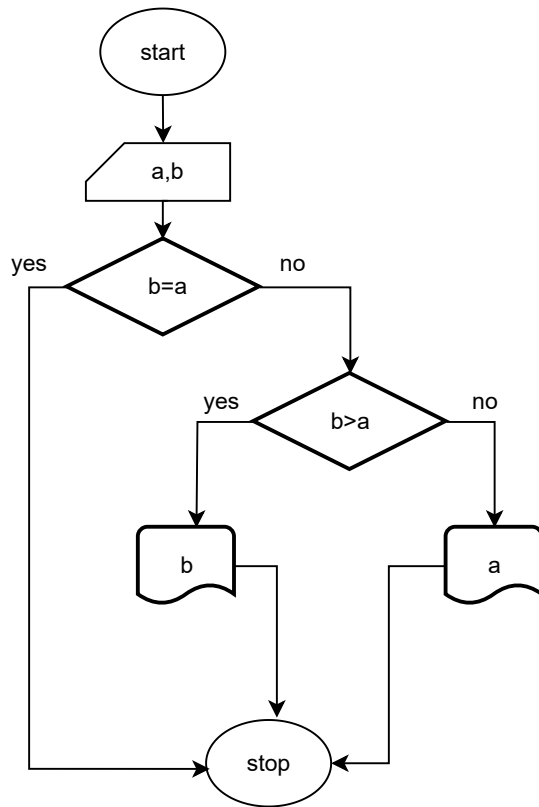 start
a,b
yes
b=a
no
yes
b>a
no
b
a
stop